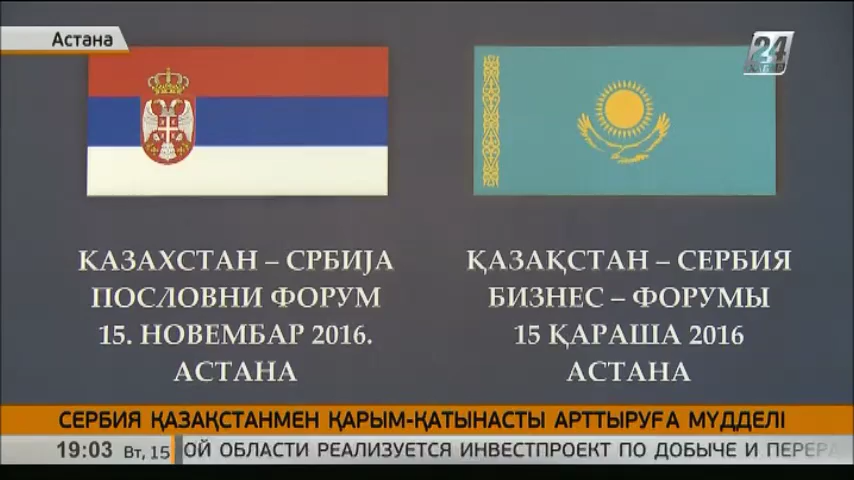 Астана
24
КАЗАХСТАН – СРБИЈА
ПОСЛОВНИ ФОРУМ
15. НОВЕМБАР 2016.
АСТАНА
ҚАЗАҚСТАН – СЕРБИЯ
БИЗНЕС – ФОРУМЫ
15 ҚАРАША 2016
АСТАНА
СЕРБИЯ ҚАЗАҚСТАНМЕН ҚАРЫМ-ҚАТЫНАСТЫ АРТТЫРУҒА МҮДДЕЛІ
19:03 Вт, 15 ОЙ ОБЛАСТИ РЕАЛИЗУЕТСЯ ИНВЕСТПРОЕКТ ПО ДОБЫЧЕ И ПЕРЕРА